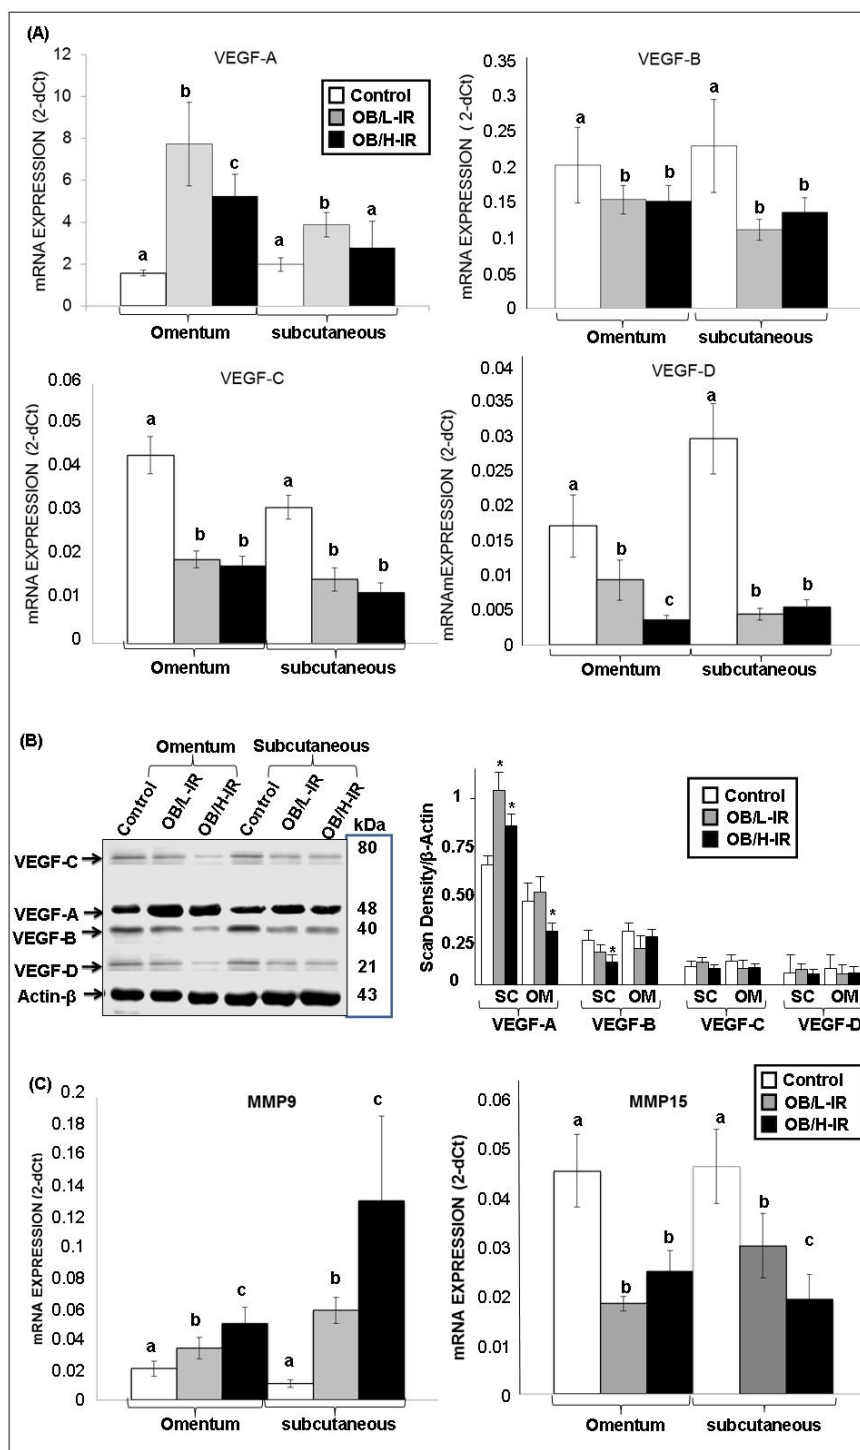 (A)
VEGF-A
mRNA EXPRESSION (2-dCt)
12
10
8
6
4
2
0
a
b
c
a
b
a
Control
OB/L-IR
OB/H-IR
Omentum
subcutaneous
VEGF-B
mRNA EXPRESSION ( 2-dCt)
0.35
0.3
0.25
0.2
0.15
0.1
0.05
0
a
b
b
a
b
b
Omentum
subcutaneous
VEGF-C
mRNA EXPRESSION (2-dCt)
0.06
0.05
0.04
0.03
0.02
0.01
0
a
b
b
a
b
b
Omentum
subcutaneous
VEGF-D
mRNAmEXPRESSION (2-dCt)
0.04
0.035
0.03
0.025
0.02
0.015
0.01
0.005
0
a
b
c
a
b
b
Omentum
subcutaneous
(B)
Omentum
Subcutaneous
Control
OB/L-IR
OB/H-IR
Control
OB/L-IR
OB/H-IR
kDa
VEGF-C
80
VEGF-A
48
VEGF-B
40
VEGF-D
21
Actin-β
43
Scan Density/β-Actin
1
0.75
0.50
0.25
0
*
*
*
*
Control
OB/L-IR
OB/H-IR
SC OM SC OM SC OM SC OM
VEGF-A VEGF-B VEGF-C VEGF-D
(C)
MMP9
mRNA EXPRESSION (2-dCt)
0.2
0.18
0.16
0.14
0.12
0.1
0.08
0.06
0.04
0.02
0
a
b
c
a
b
c
Omentum
subcutaneous
MMP15
mRNA EXPRESSION (2-dCt)
0.06
0.05
0.04
0.03
0.02
0.01
0
a
b
b
a
b
c
Control
OB/L-IR
OB/H-IR
Omentum
subcutaneous